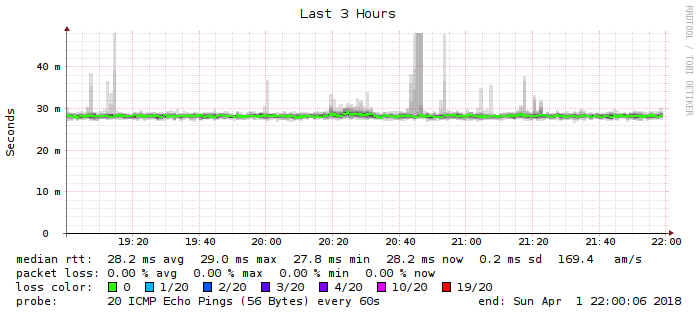 Last 3 Hours
RRDTOOL / TOBI OETIKER
Seconds
40 m
30 m
20 m
10 m
0
19:20 19:40 20:00 20:20 20:40 21:00 21:20 21:40 22:00
median rtt: 28.2 ms avg 29.0 ms max 27.8 ms min 28.2 ms now 0.2 ms sd 169.4 am/s
packet loss: 0.00 % avg 0.00 % max 0.00 % min 0.00 % now
loss color: 0 1/20 2/20 3/20 4/20 10/20 19/20
probe: 20 ICMP Echo Pings (56 Bytes) every 60s end: Sun Apr 1 22:00:06 2018